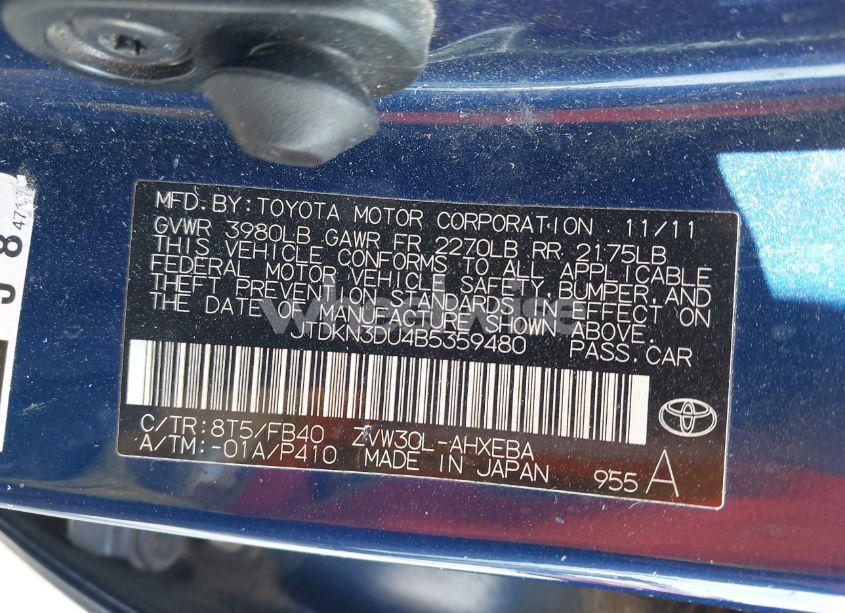 MFD. BY: TOYOTA MOTOR CORPORATION 11/11
GVWR 3980LB GAWR FR 2270LB RR 2175LB
THIS VEHICLE CONFORMS TO ALL APPLICABLE
FEDERAL MOTOR VEHICLE SAFETY, BUMPER, AND
THEFT PREVENTION STANDARDS IN EFFECT ON
THE DATE OF MANUFACTURE SHOWN ABOVE.
JTDKN3DU4B5359480 PASS. CAR
C/TR: 8T5/FB40 ZVW30L-AHXEBA
A/TM: -01A/P410 MADE IN JAPAN
955 A
J 8